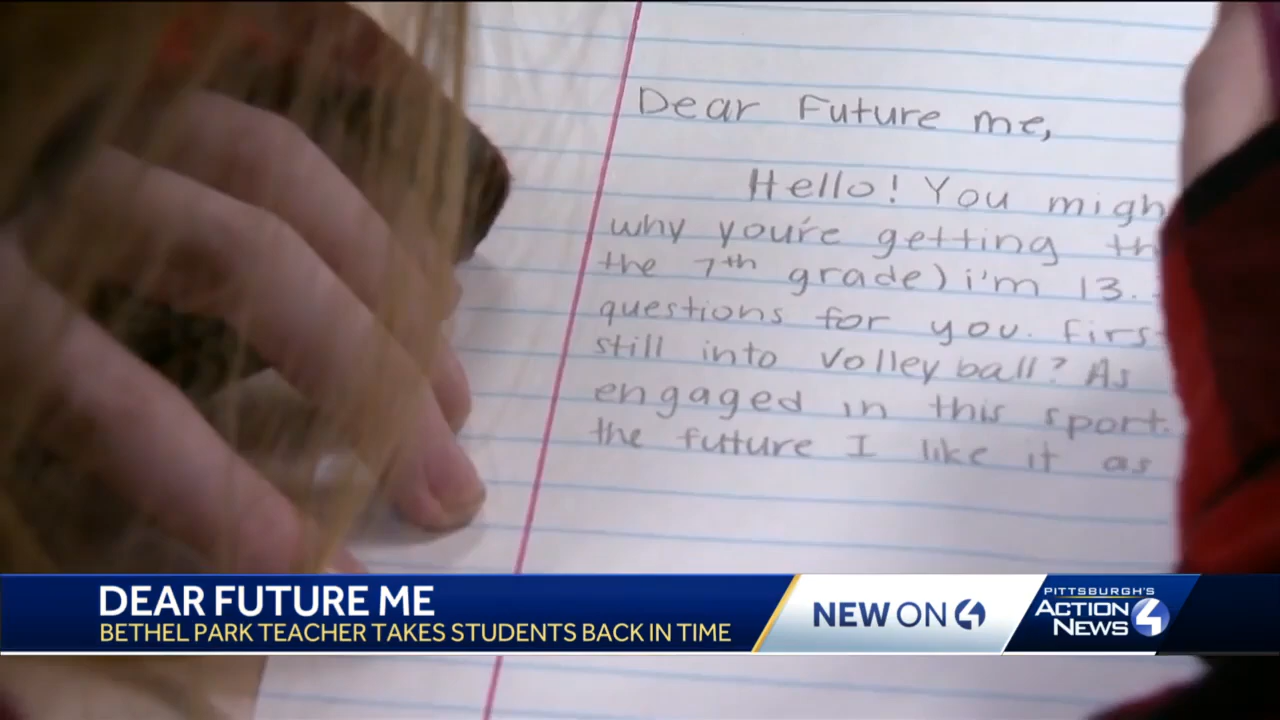 Dear Future me,
Hello! You migh
why you're getting th
the 7th grade) i'm 13.
questions for you. First
still into volleyball? As
engaged in this sport.
the future I like it as
DEAR FUTURE ME
BETHEL PARK TEACHER TAKES STUDENTS BACK IN TIME
NEW ON 4
PITTSBURGH'S
ACTION
NEWS 4